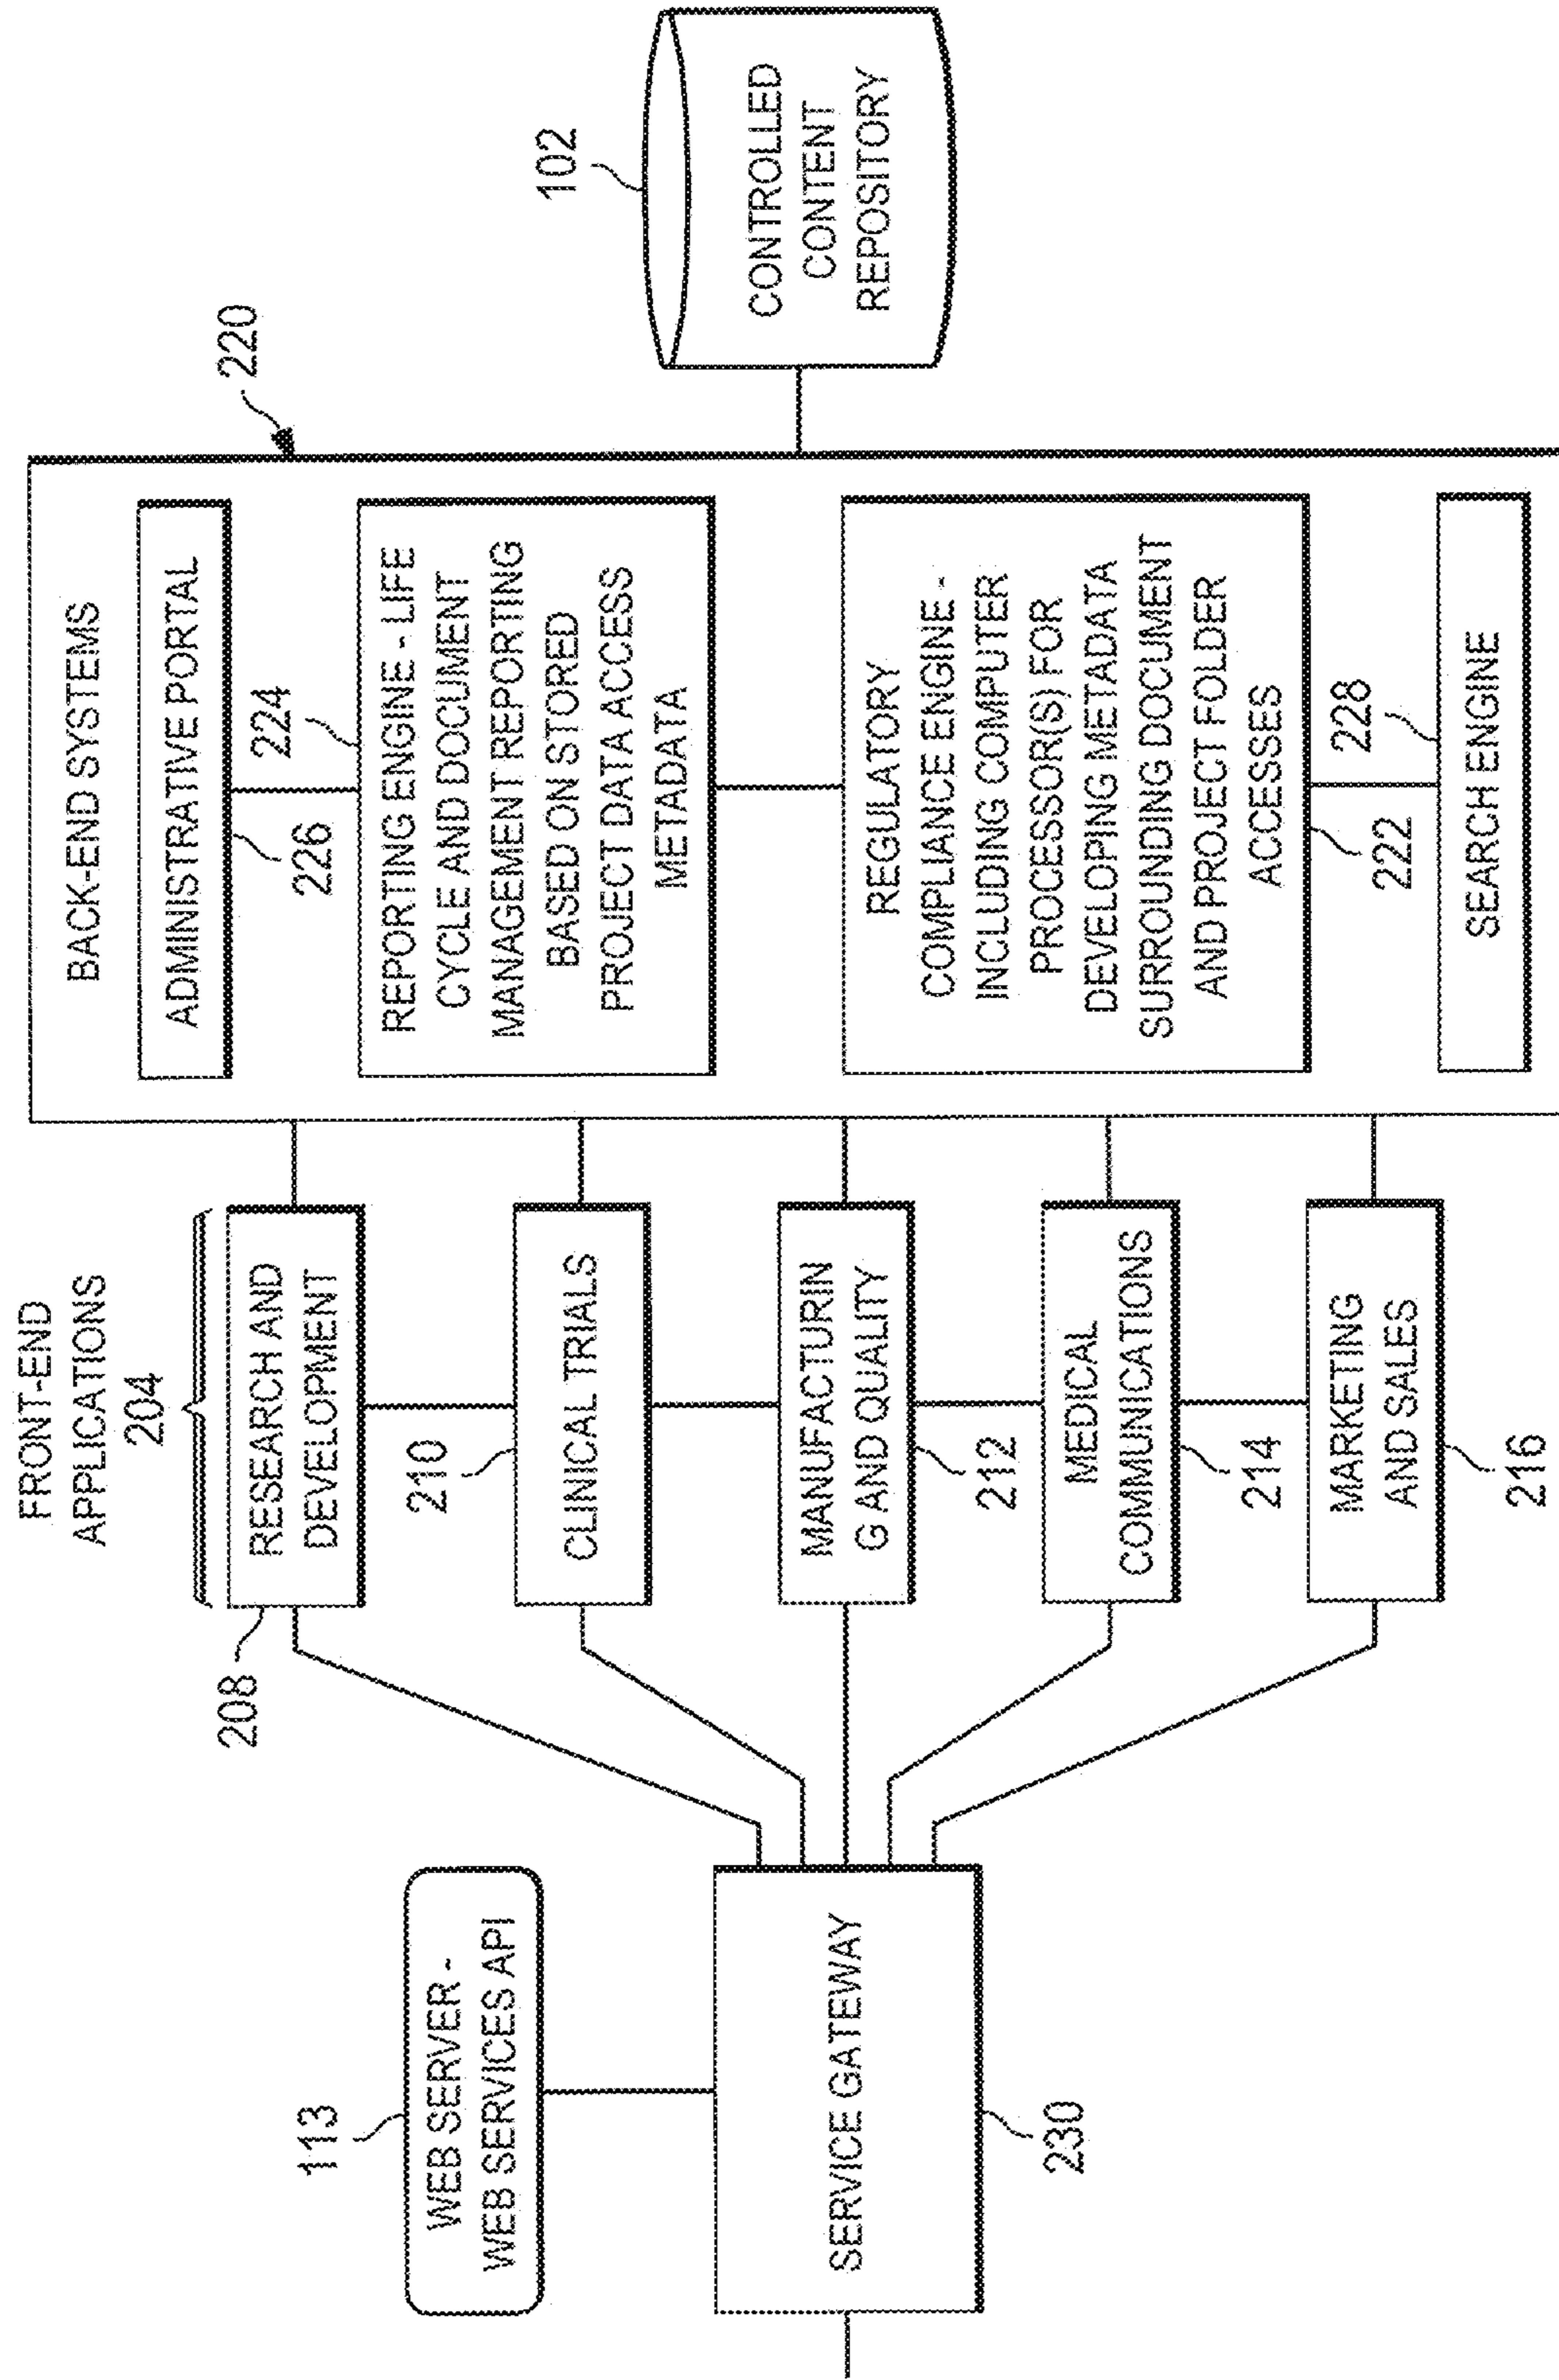 113
WEB SERVER -
WEB SERVICES API
SERVICE GATEWAY
230
FRONT-END
APPLICATIONS
204
208
RESEARCH AND
DEVELOPMENT
210
CLINICAL TRIALS
MANUFACTURIN
G AND QUALITY
212
MEDICAL
COMMUNICATIONS
214
MARKETING
AND SALES
216
220
BACK-END SYSTEMS
ADMINISTRATIVE PORTAL
226
224
REPORTING ENGINE - LIFE
CYCLE AND DOCUMENT
MANAGEMENT REPORTING
BASED ON STORED
PROJECT DATA ACCESS
METADATA
REGULATORY
COMPLIANCE ENGINE -
INCLUDING COMPUTER
PROCESSOR(S) FOR
DEVELOPING METADATA
SURROUNDING DOCUMENT
AND PROJECT FOLDER
ACCESSES
222
228
SEARCH ENGINE
102
CONTROLLED
CONTENT
REPOSITORY